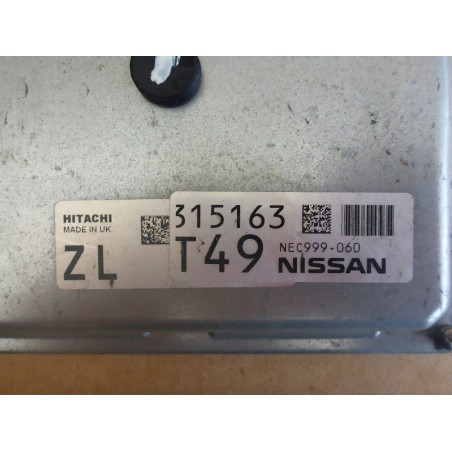 HITACHI
MADE IN UK
ZL
315163
T49
NEC999-060
NISSAN